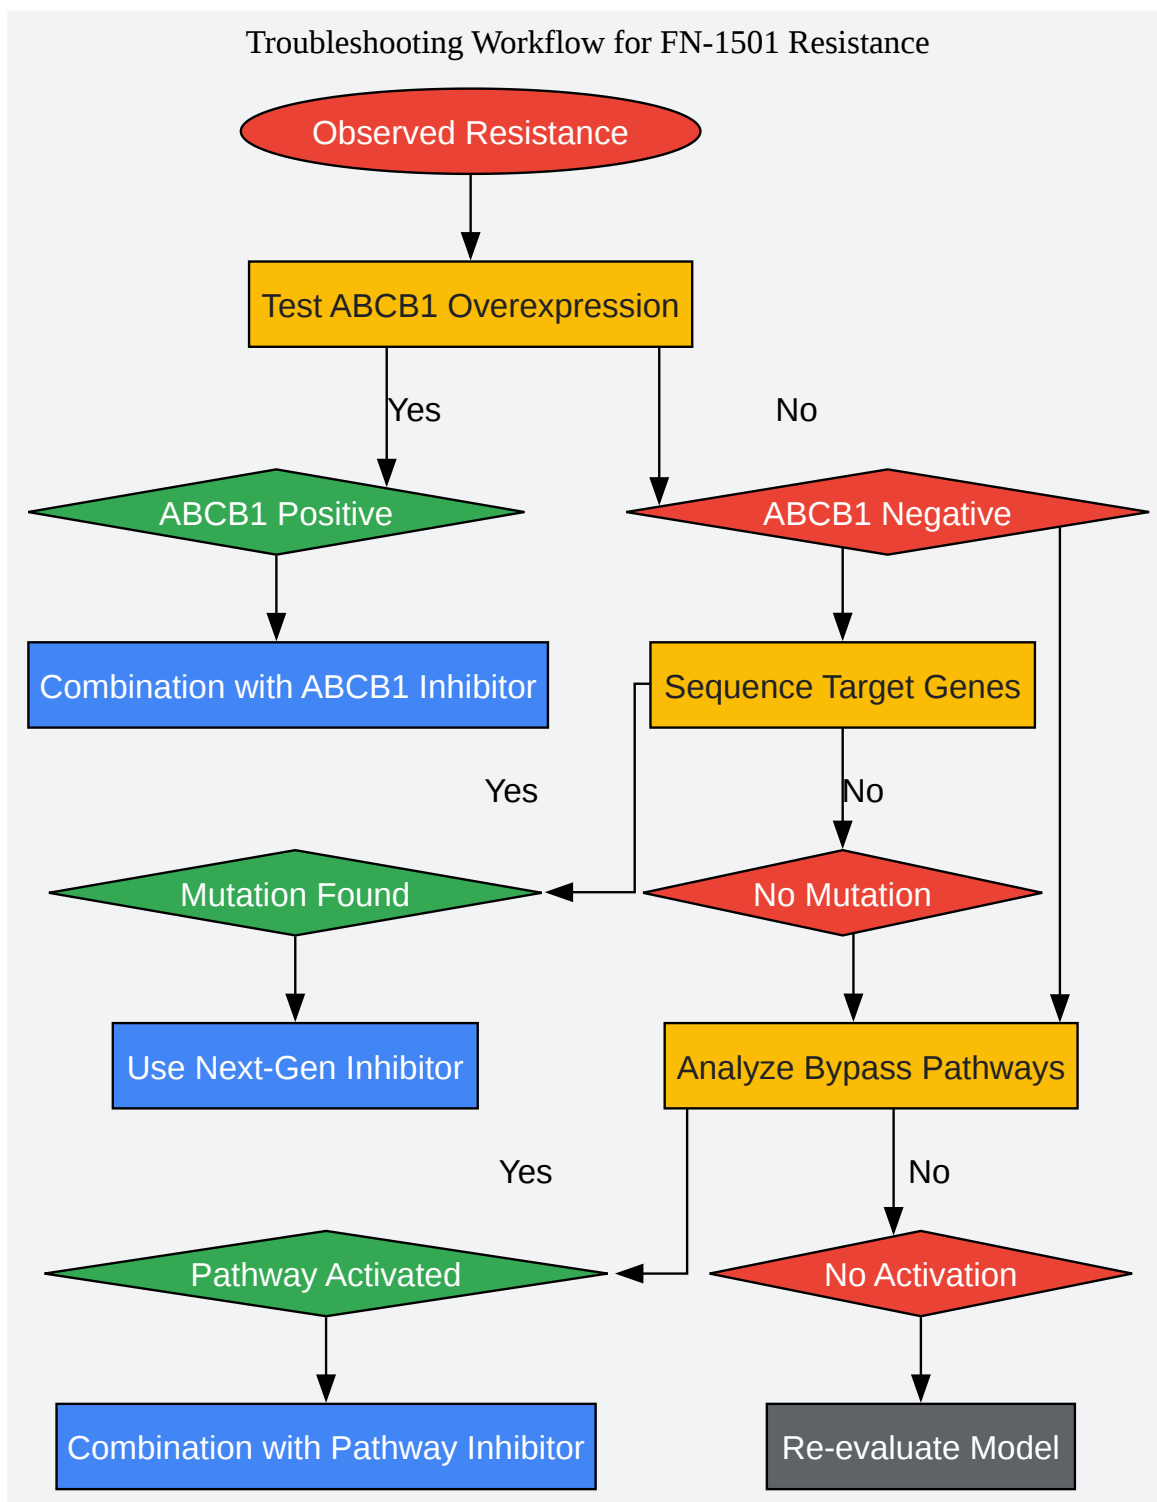 Troubleshooting Workflow for FN-1501 Resistance
Observed Resistance
Test ABCB1 Overexpression
Yes
No
ABCB1 Positive
ABCB1 Negative
Combination with ABCB1 Inhibitor
Sequence Target Genes
Yes
No
Mutation Found
No Mutation
Use Next-Gen Inhibitor
Analyze Bypass Pathways
Yes
No
Pathway Activated
No Activation
Combination with Pathway Inhibitor
Re-evaluate Model